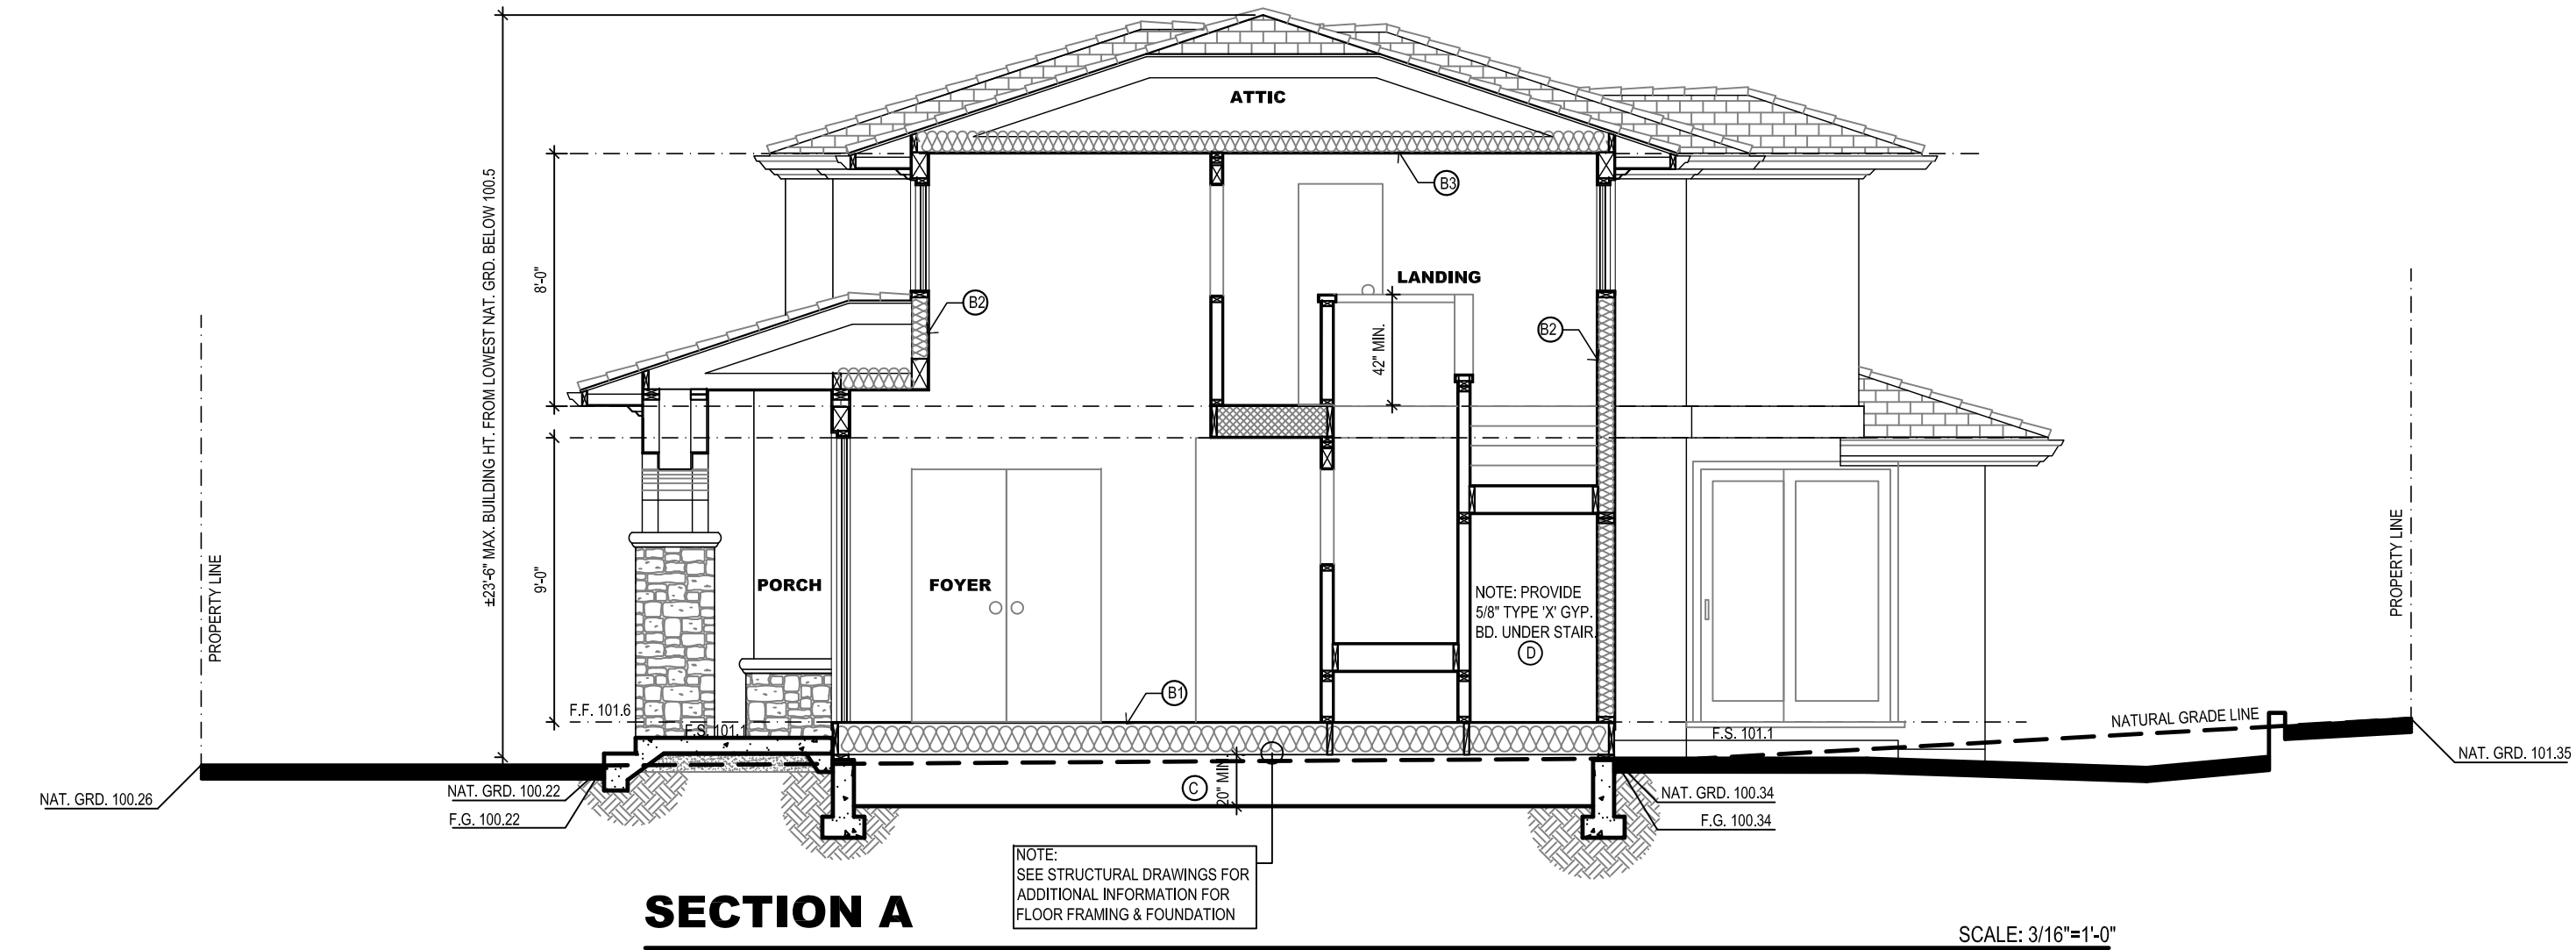 ATTIC
±23'-6" MAX. BUILDING HT. FROM LOWEST NAT. GRD. BELOW 100.5
8'-0"
B3
LANDING
B2
B2
42" MIN.
9'-0"
PROPERTY LINE
PROPERTY LINE
PORCH
FOYER
NOTE: PROVIDE
5/8" TYPE 'X' GYP.
BD. UNDER STAIR.
D
B1
F.F. 101.6
F.S. 101.1
F.S. 101.1
NATURAL GRADE LINE
NAT. GRD. 101.35
NAT. GRD. 100.26
NAT. GRD. 100.22
F.G. 100.22
C
20" MIN.
NAT. GRD. 100.34
F.G. 100.34
NOTE:
SEE STRUCTURAL DRAWINGS FOR
ADDITIONAL INFORMATION FOR
FLOOR FRAMING & FOUNDATION
SECTION A
SCALE: 3/16"=1'-0"